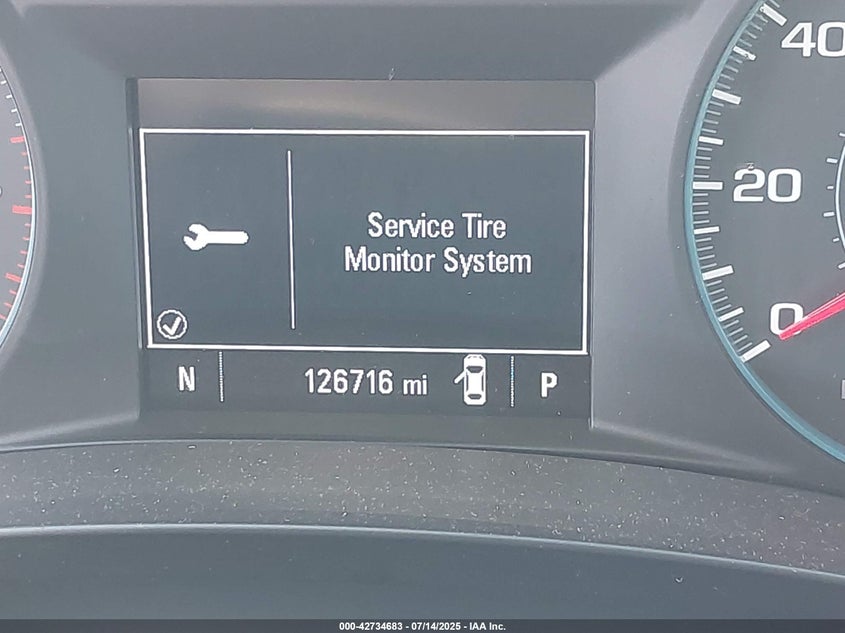 40
20
0
Service Tire
Monitor System
N 126716 mi P
000-42734683 - 07/14/2025 - IAA Inc.